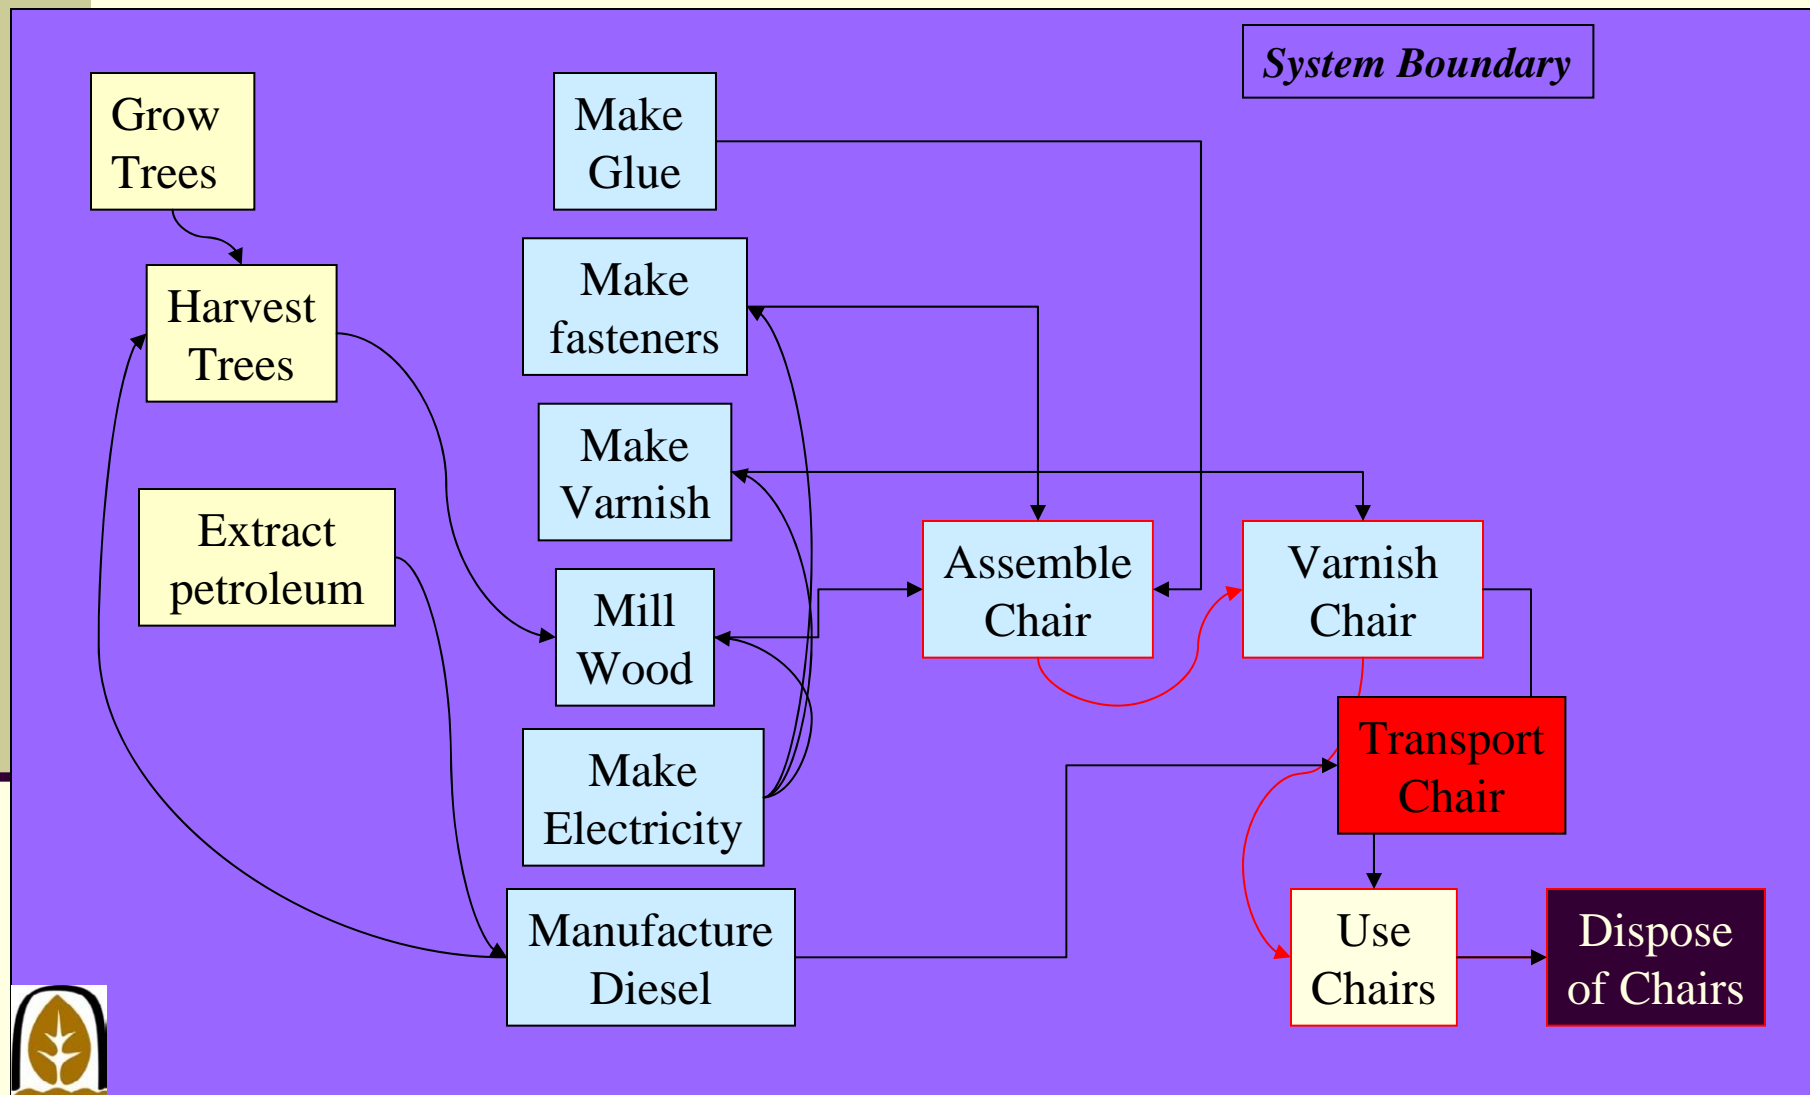 System Boundary
Grow
Trees
Make
Glue
Harvest
Trees
Make
fasteners
Make
Varnish
Extract
petroleum
Assemble
Chair
Varnish
Chair
Mill
Wood
Transport
Chair
Make
Electricity
Manufacture
Diesel
Use
Chairs
Dispose
of Chairs